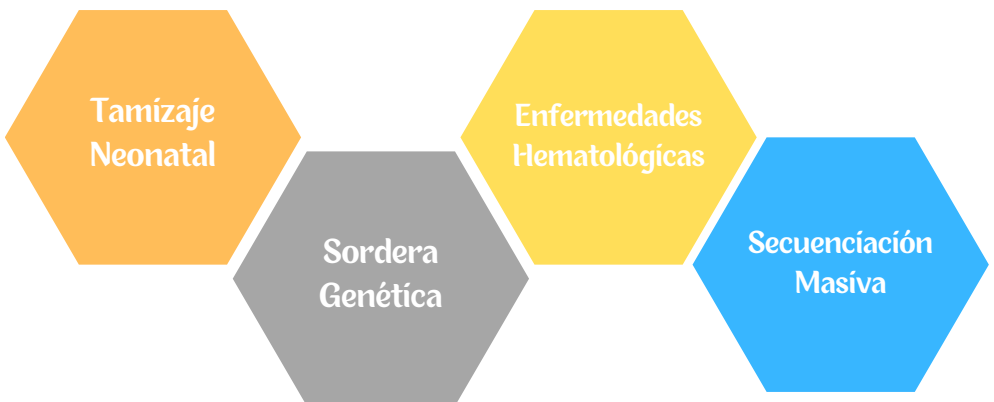 Tamizaje
Neonatal
Sordera
Genética
Enfermedades
Hematológicas
Secuenciación
Masiva